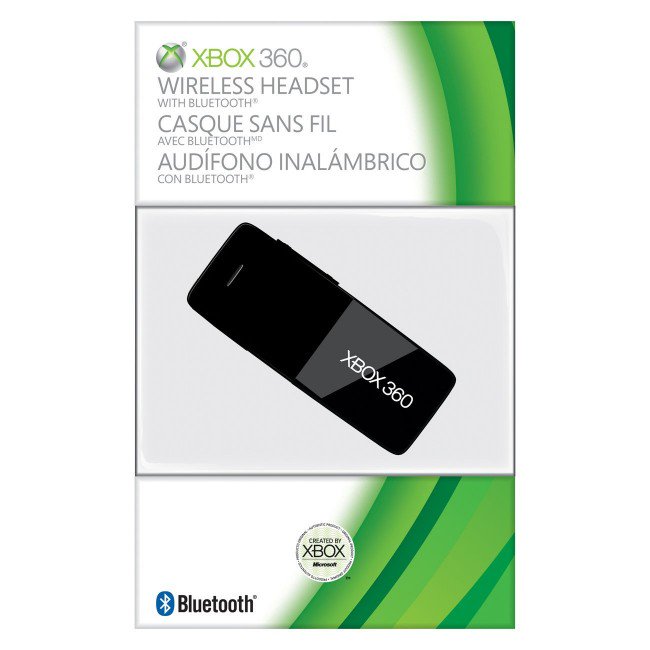 XBOX 360®
WIRELESS HEADSET
WITH BLUETOOTH®
CASQUE SANS FIL
AVEC BLUETOOTHMD
AUDÍFONO INALÁMBRICO
CON BLUETOOTH®
XBOX 360
CREATED BY
XBOX
Microsoft
Bluetooth®